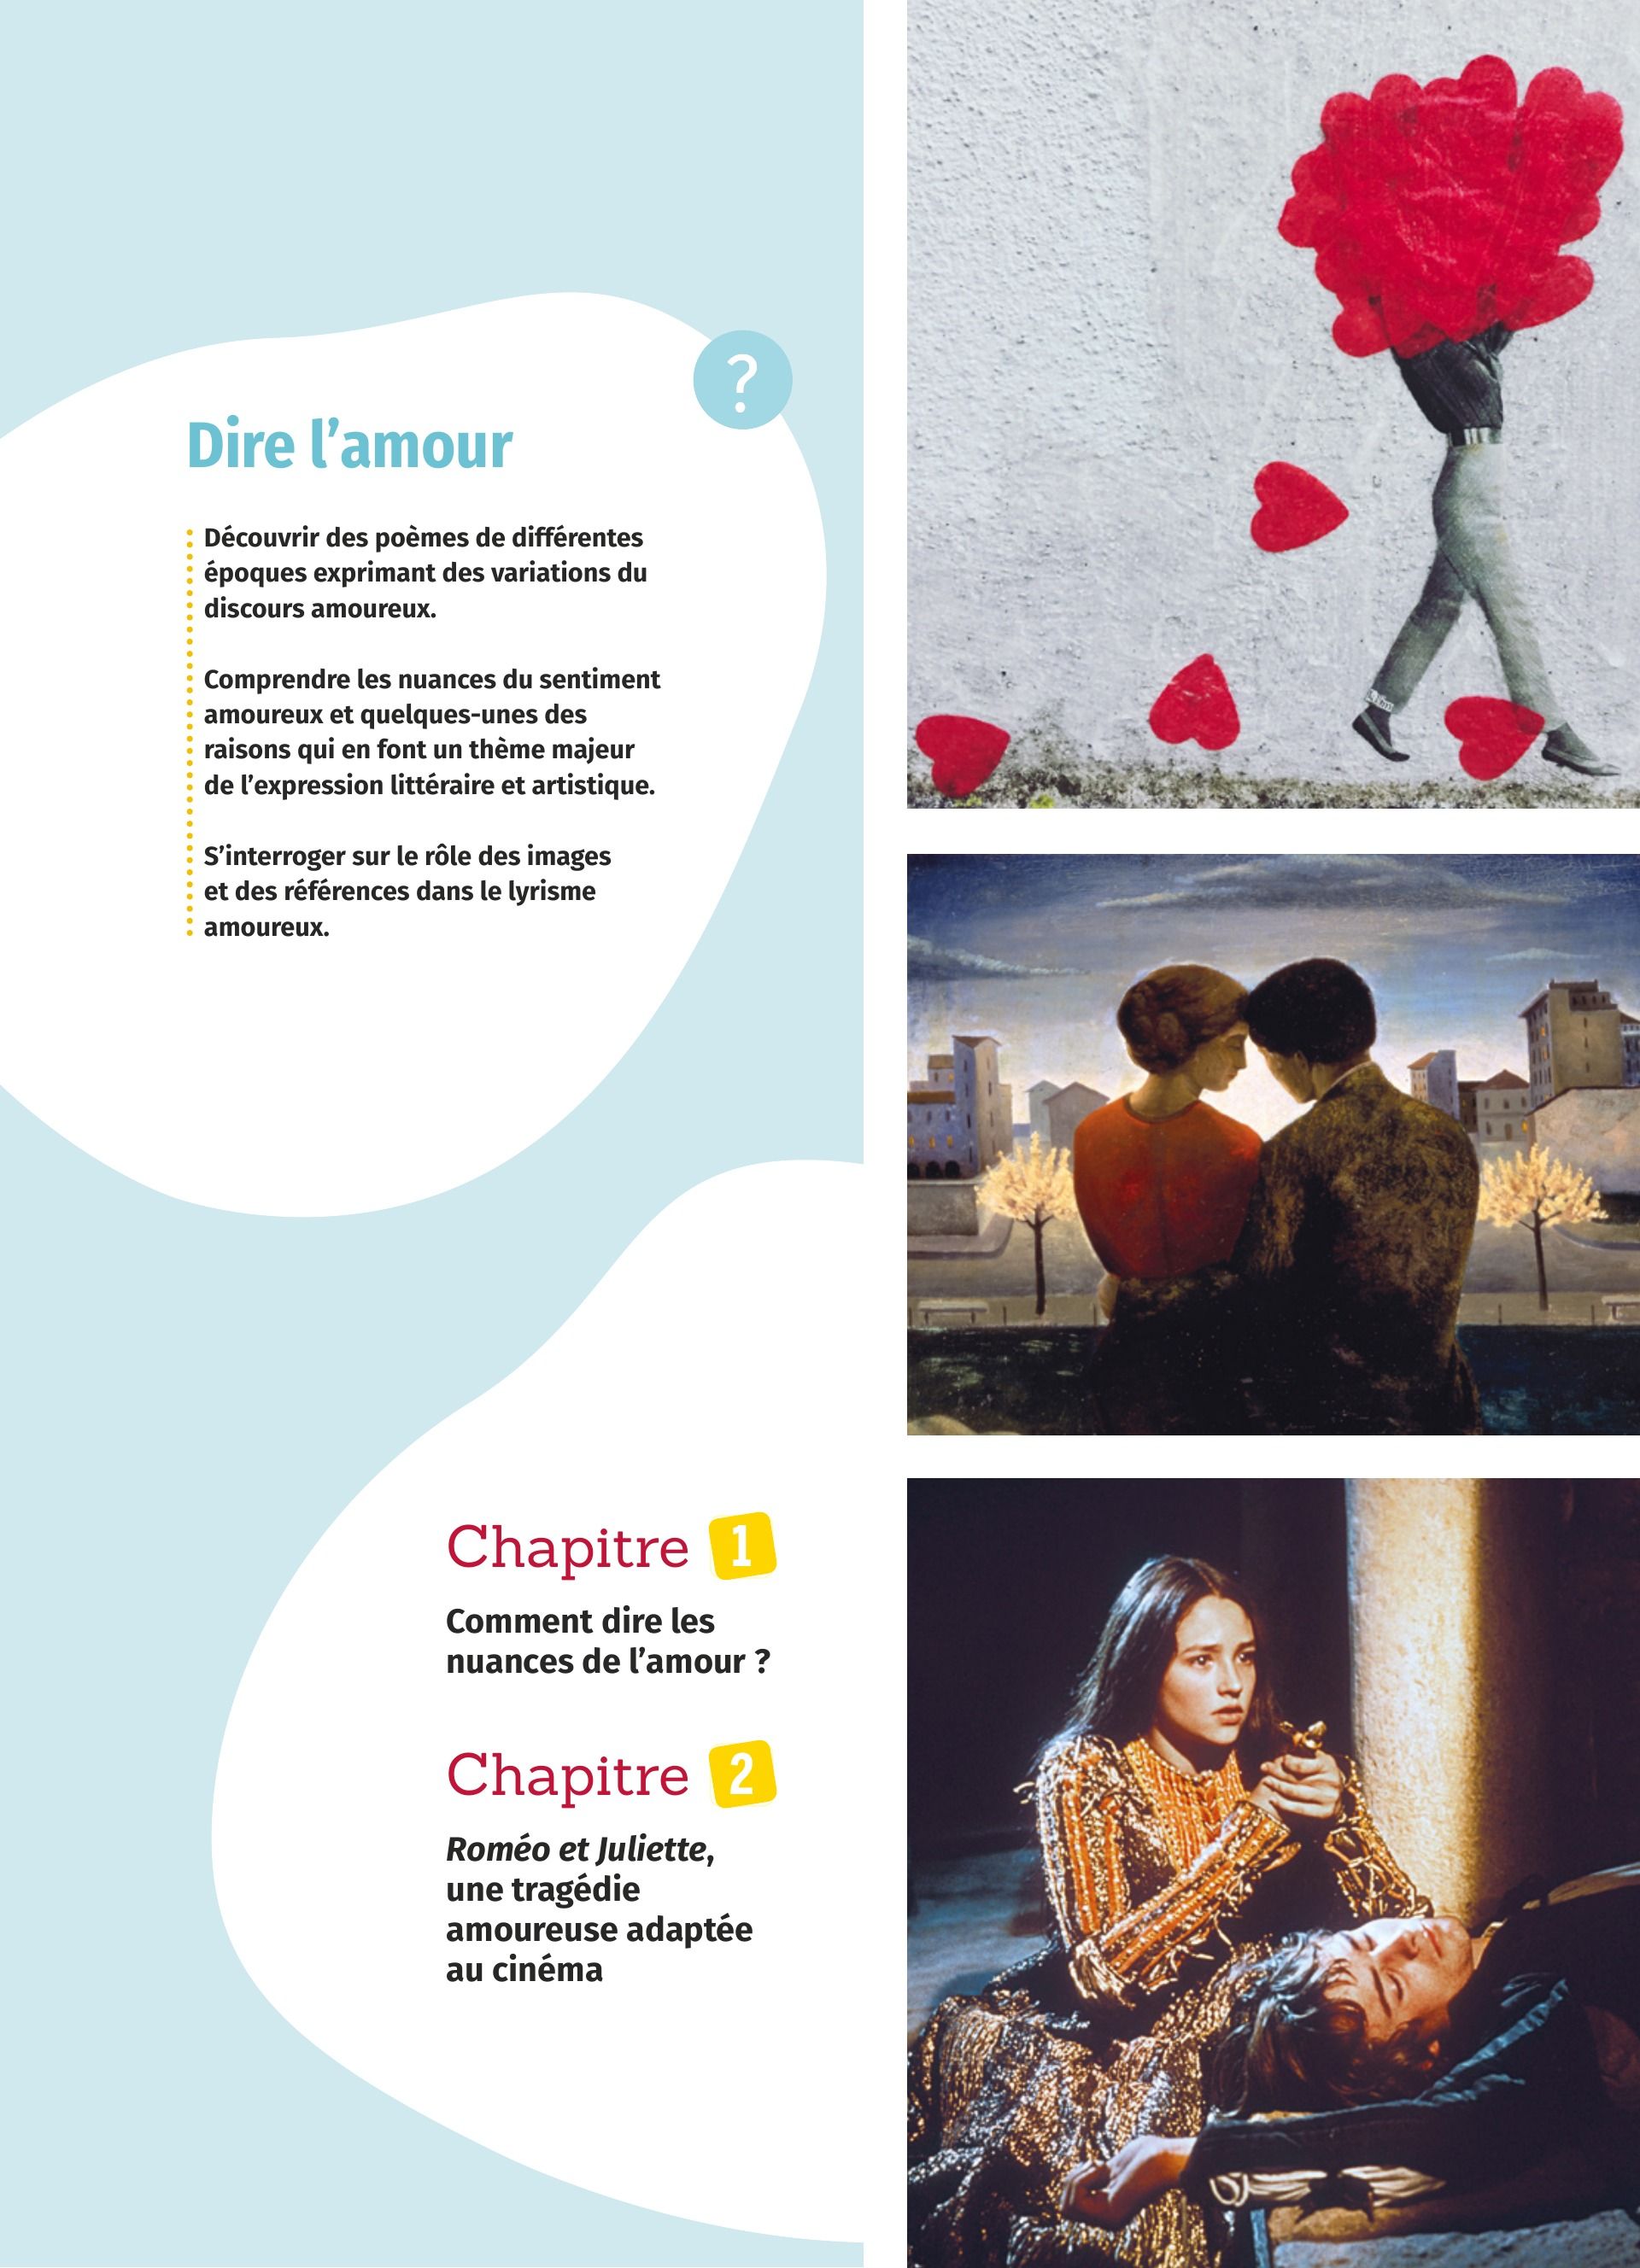 ?
Dire l’amour
Découvrir des poèmes de différentes
époques exprimant des variations du
discours amoureux.
Comprendre les nuances du sentiment
amoureux et quelques-unes des
raisons qui en font un thème majeur
de l’expression littéraire et artistique.
S’interroger sur le rôle des images
et des références dans le lyrisme
amoureux.
Chapitre 1
Comment dire les
nuances de l’amour ?
Chapitre 2
Roméo et Juliette,
une tragédie
amoureuse adaptée
au cinéma